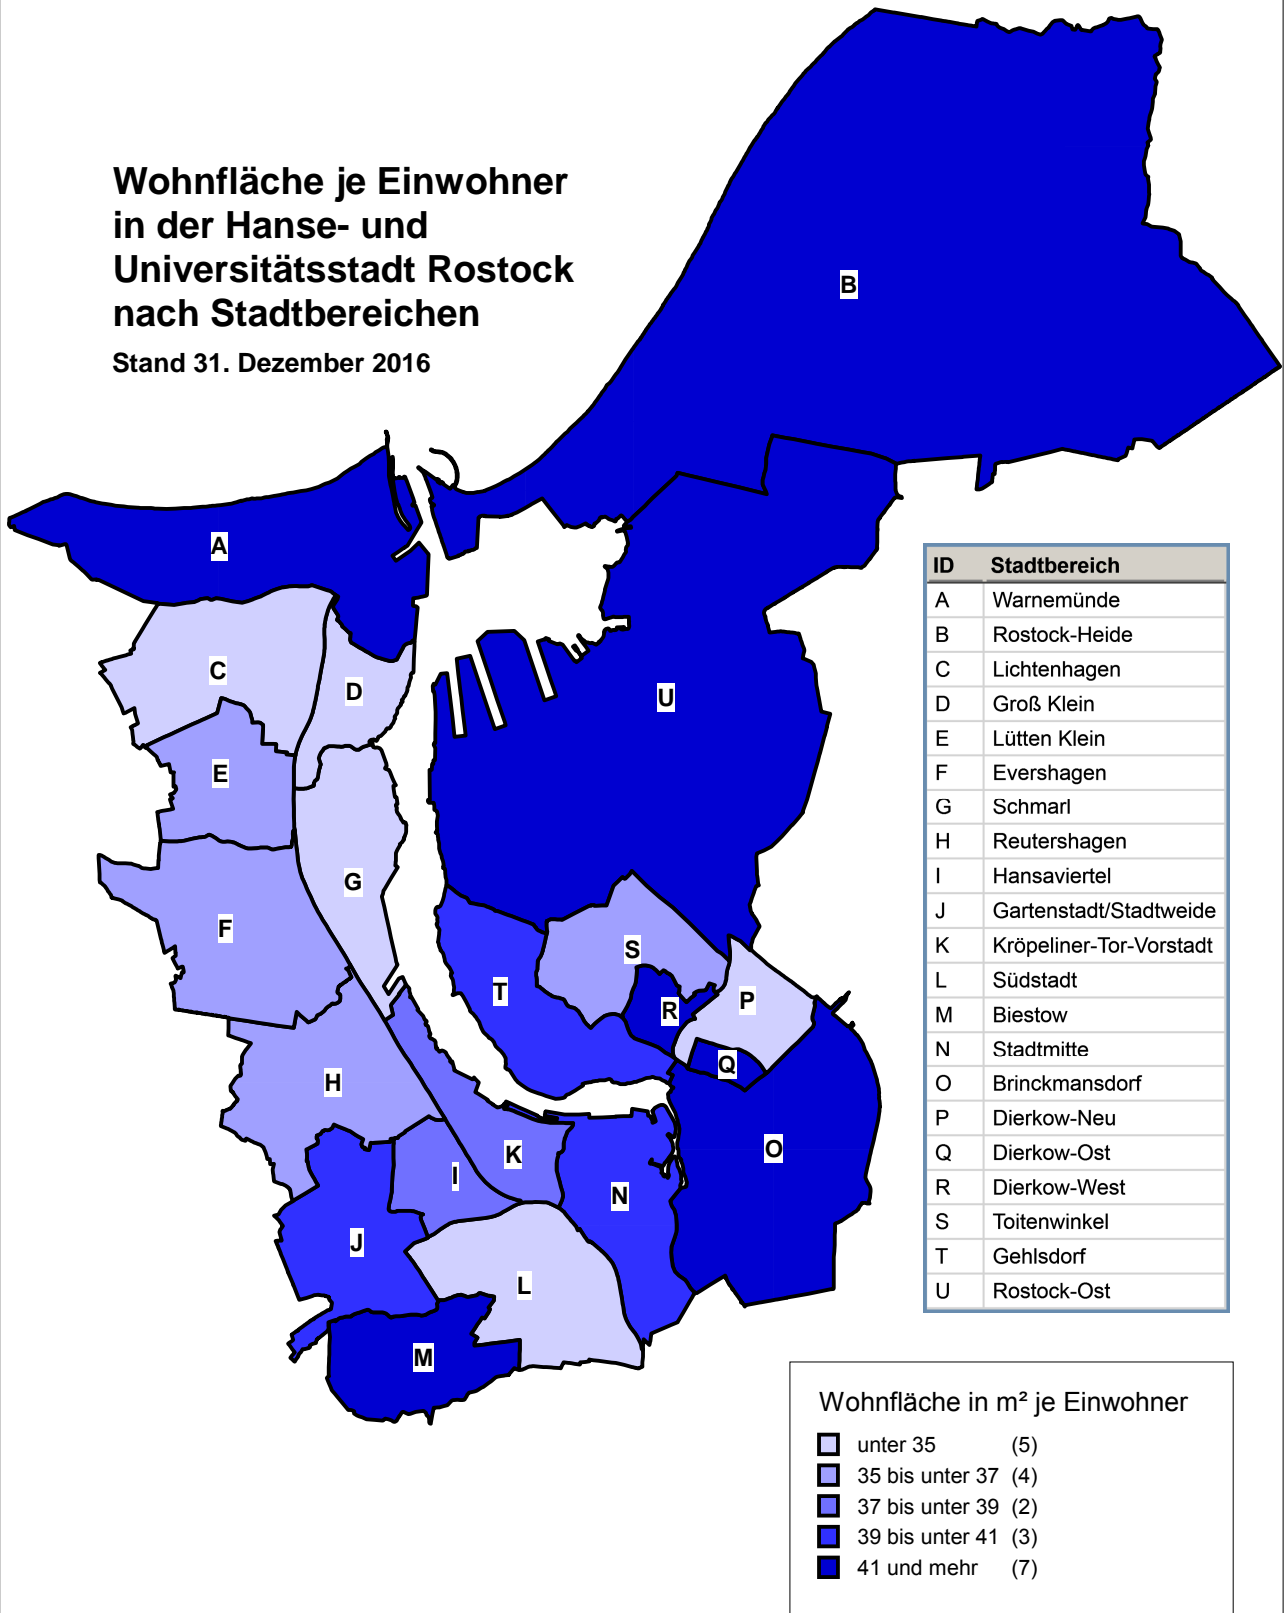 Wohnfläche je Einwohner
in der Hanse- und
Universitätsstadt Rostock
nach Stadtbereichen
Stand 31. Dezember 2016
B
A
C
D
U
E
G
F
S
T
R
P
Q
H
K
I
O
N
J
L
M
ID Stadtbereich
A Warnemünde
B Rostock-Heide
C Lichtenhagen
D Groß Klein
E Lütten Klein
F Evershagen
G Schmarl
H Reutershagen
I Hansaviertel
J Gartenstadt/Stadtweide
K Kröpeliner-Tor-Vorstadt
L Südstadt
M Biestow
N Stadtmitte
O Brinckmansdorf
P Dierkow-Neu
Q Dierkow-Ost
R Dierkow-West
S Toitenwinkel
T Gehlsdorf
U Rostock-Ost
Wohnfläche in m² je Einwohner
unter 35 (5)
35 bis unter 37 (4)
37 bis unter 39 (2)
39 bis unter 41 (3)
41 und mehr (7)